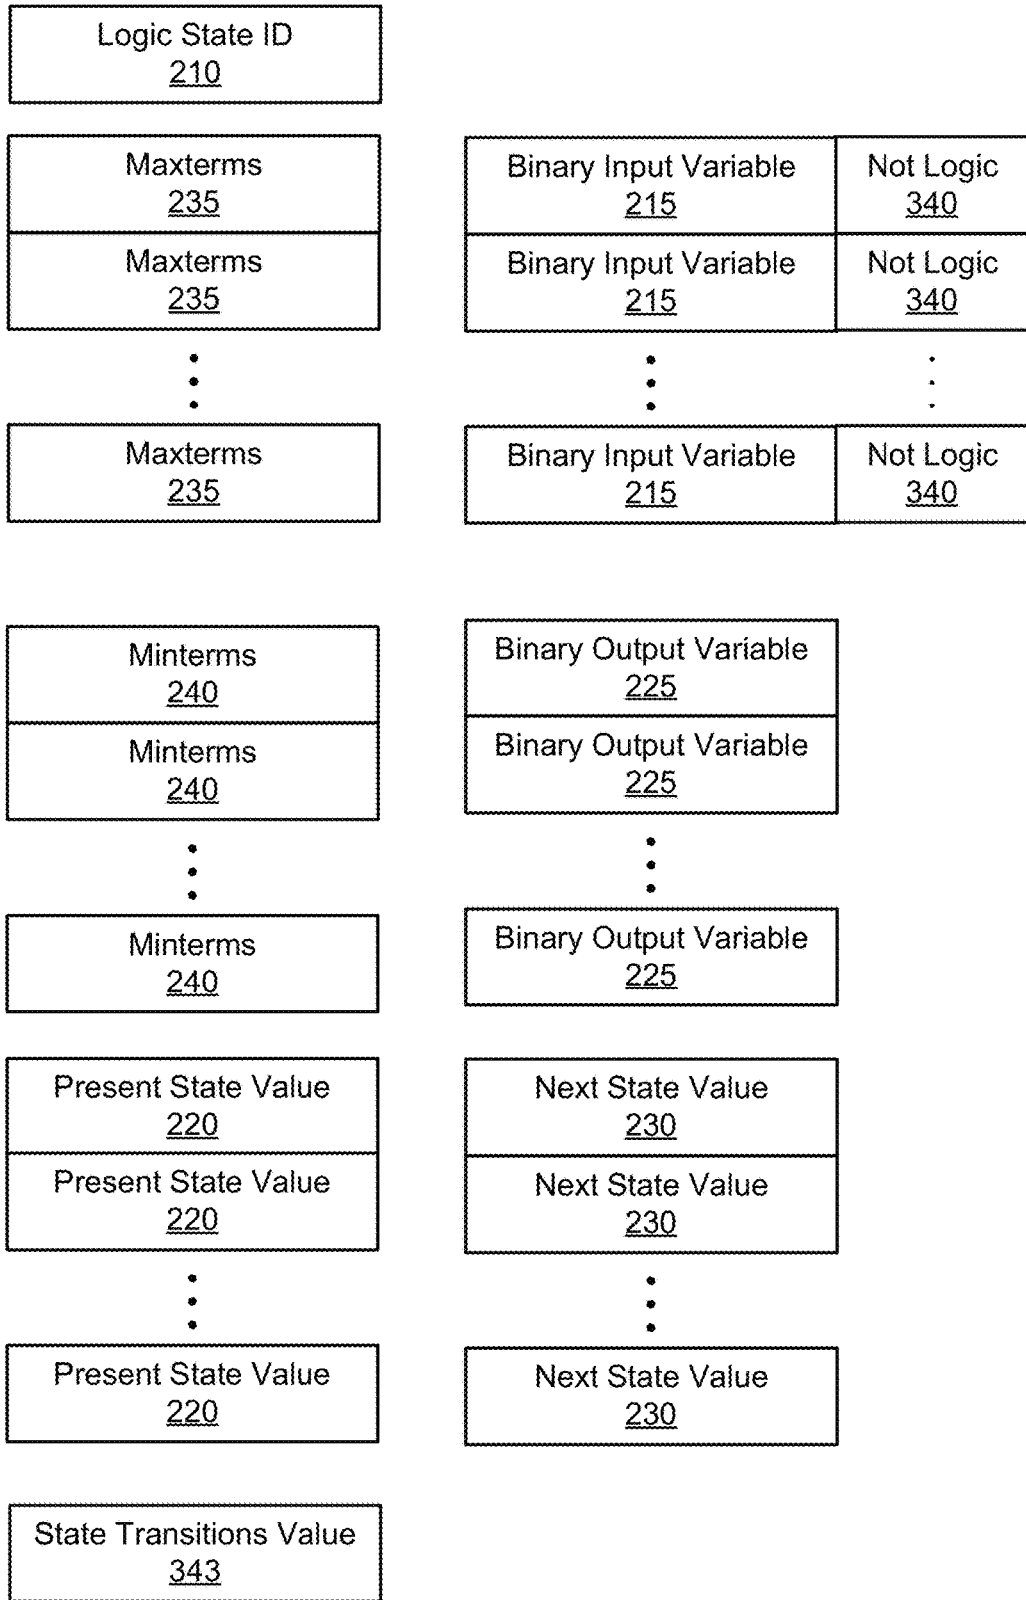 Logic State ID
210
Maxterms
235
Binary Input Variable
215
Not Logic
340
Maxterms
235
Binary Input Variable
215
Not Logic
340
Maxterms
235
Binary Input Variable
215
Not Logic
340
Minterms
240
Binary Output Variable
225
Minterms
240
Binary Output Variable
225
Minterms
240
Binary Output Variable
225
Present State Value
220
Next State Value
230
Present State Value
220
Next State Value
230
Present State Value
220
Next State Value
230
State Transitions Value
343